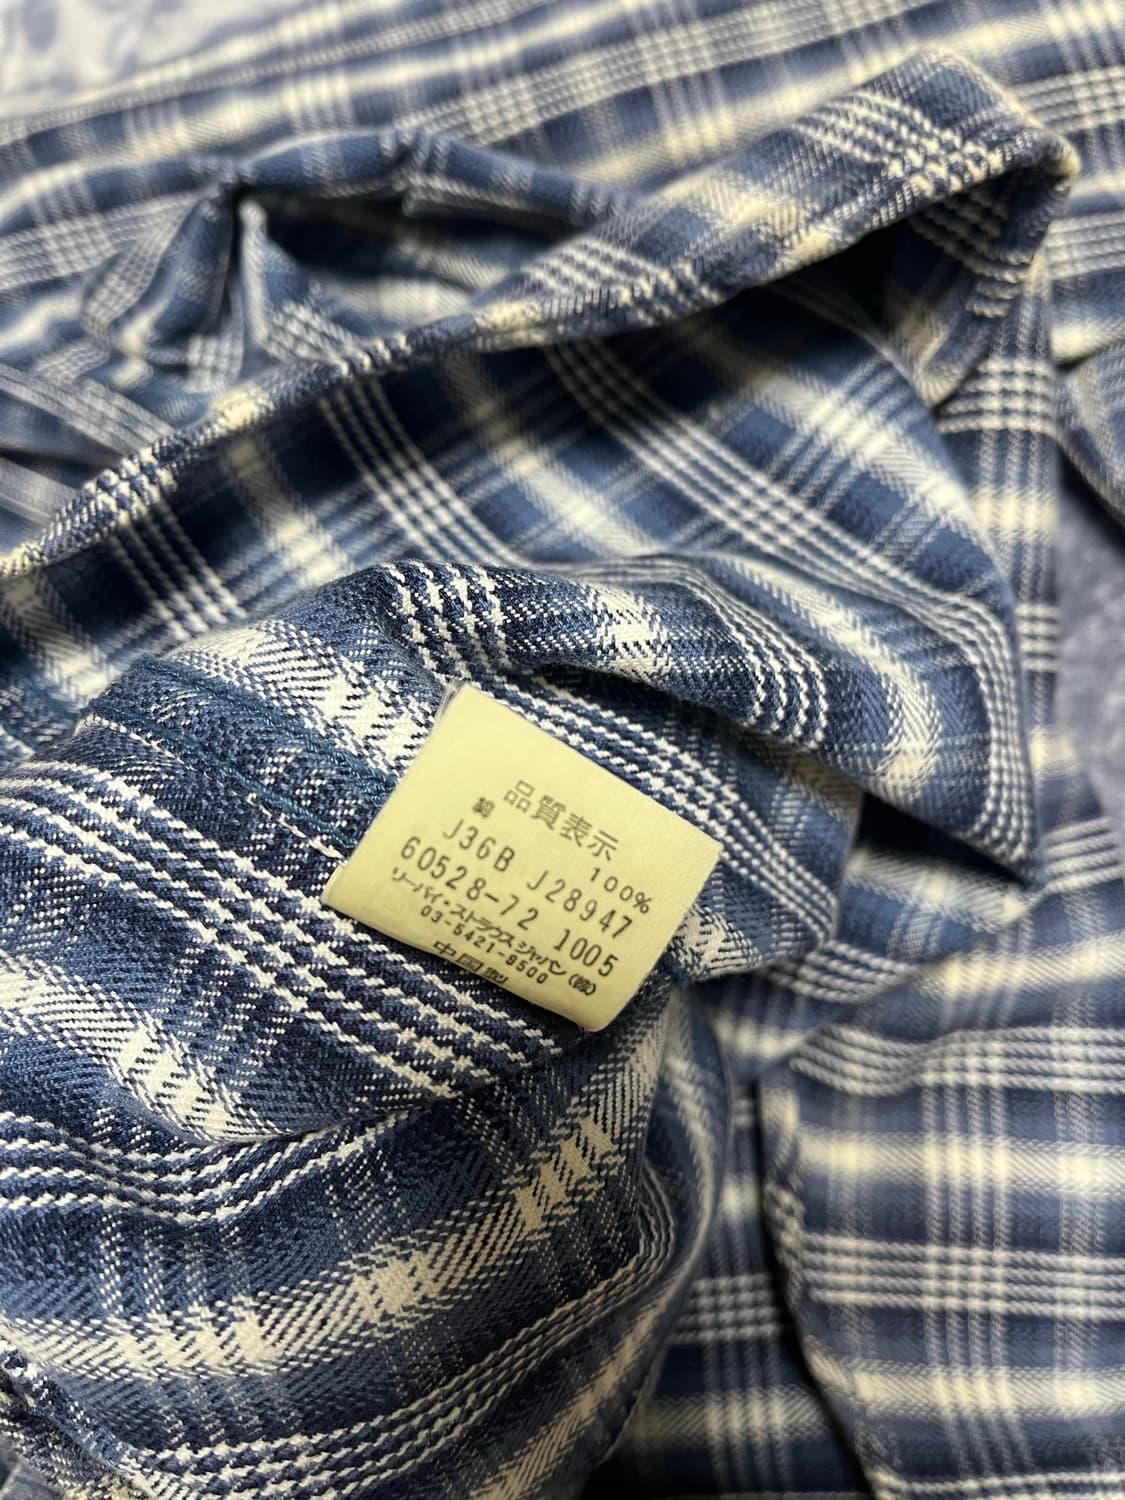 品質表示
綿 100%
J36B J28947
60528-72 1005
リーバイ・ストラウスジャパン(株)
03-5421-9500
中国製